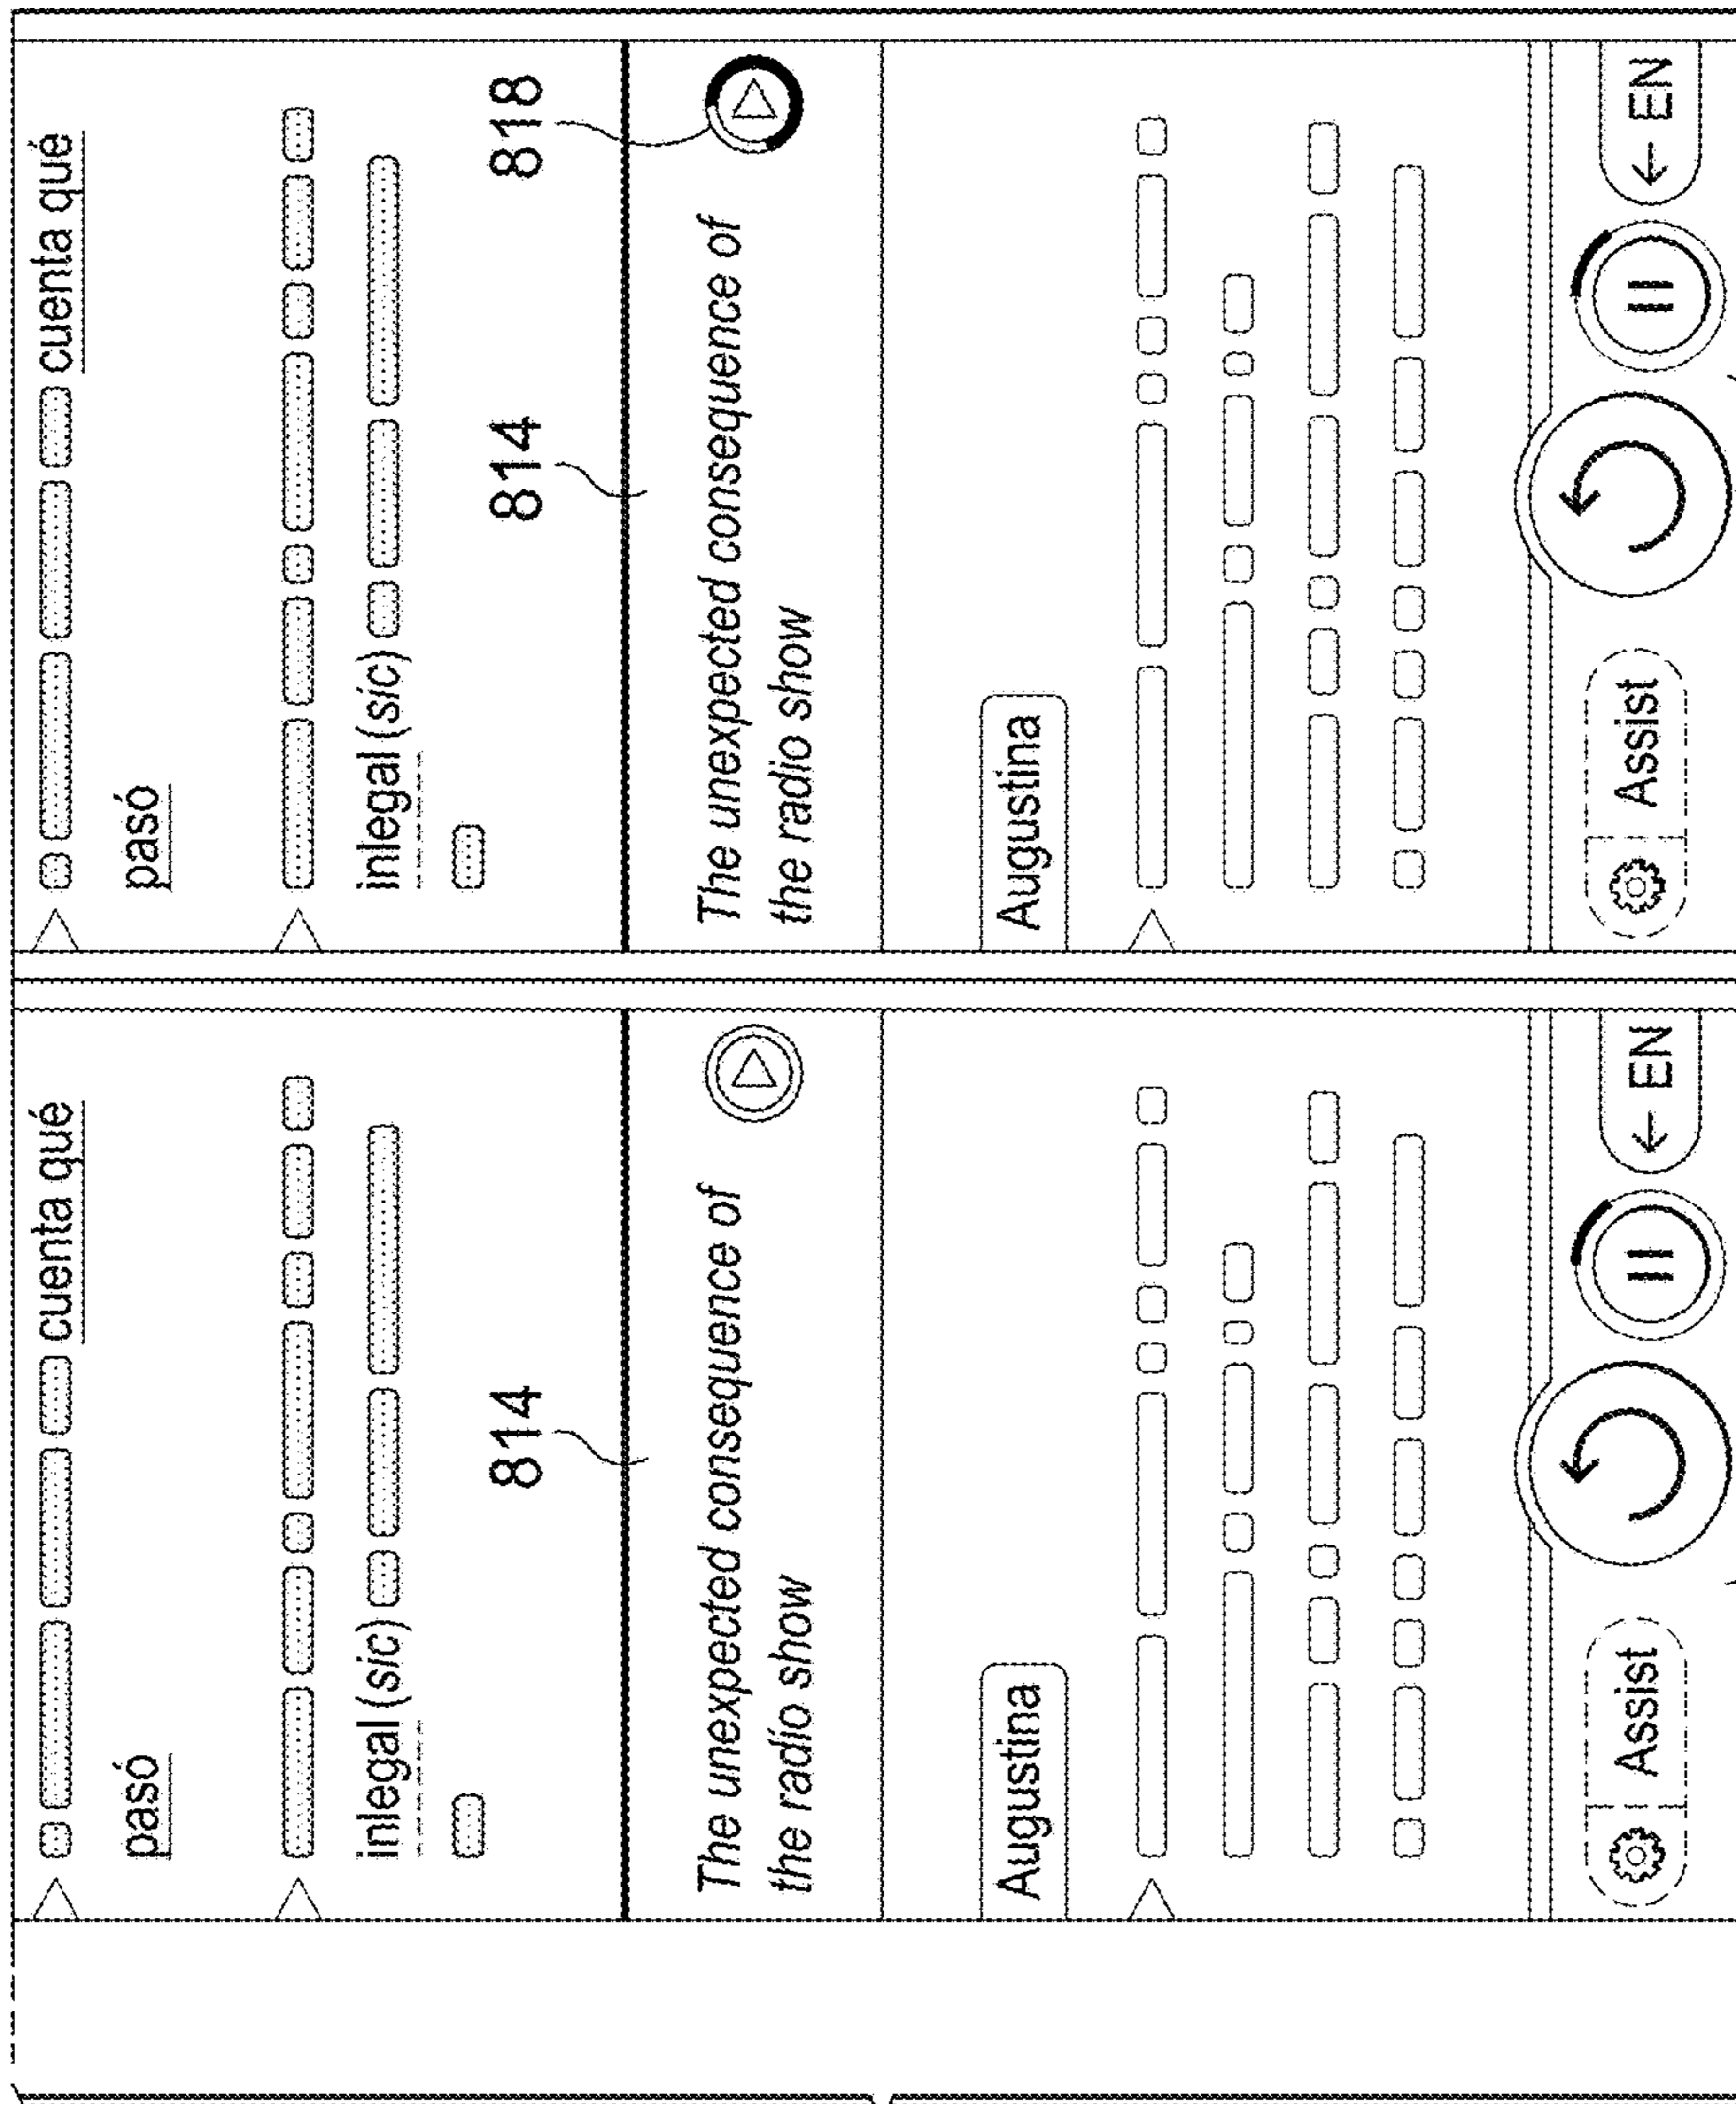 cuenta qué
pasó
inlegal (sic)
814
The unexpected consequence of
the radio show
Augustina
Assist
← EN
cuenta qué
pasó
inlegal (sic)
814 818
The unexpected consequence of
the radio show
Augustina
Assist
← EN